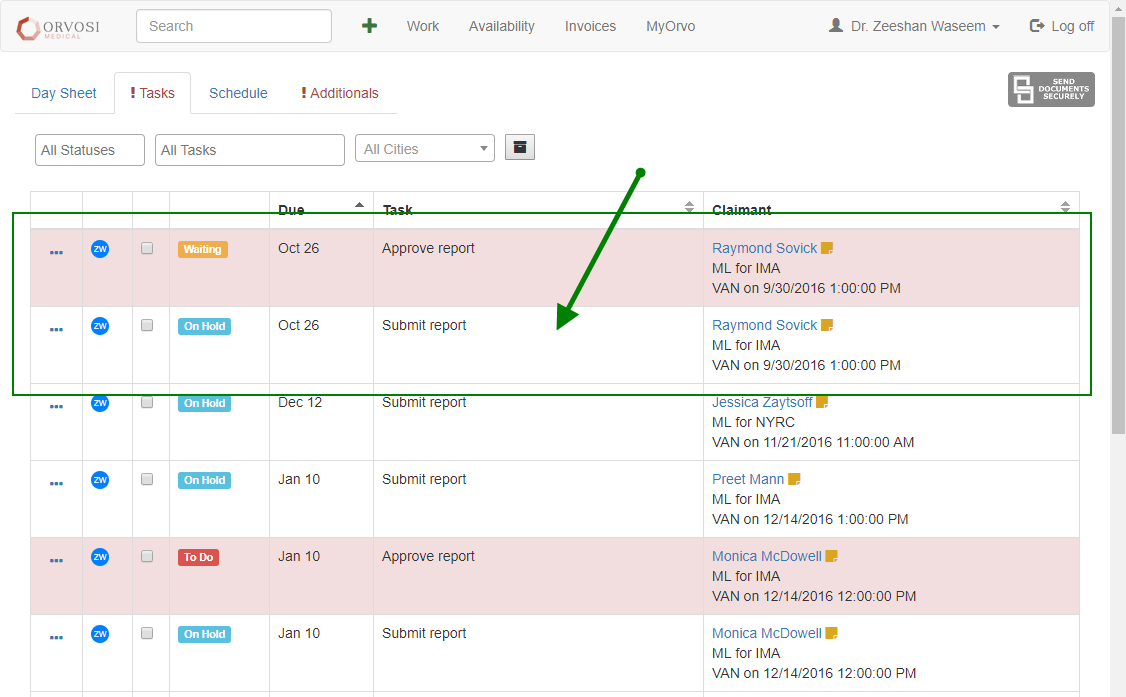 ORVOSI
MEDICAL
Search
Work
Availability
Invoices
MyOrvo
Dr. Zeeshan Waseem
Log off
Day Sheet
! Tasks
Schedule
! Additionals
SEND
DOCUMENTS
SECURELY
All Statuses
All Tasks
All Cities
Due
Task
Claimant
ZW
Waiting
Oct 26
Approve report
Raymond Sovick
ML for IMA
VAN on 9/30/2016 1:00:00 PM
ZW
On Hold
Oct 26
Submit report
Raymond Sovick
ML for IMA
VAN on 9/30/2016 1:00:00 PM
ZW
On Hold
Dec 12
Submit report
Jessica Zaytsoff
ML for NYRC
VAN on 11/21/2016 11:00:00 AM
ZW
On Hold
Jan 10
Submit report
Preet Mann
ML for IMA
VAN on 12/14/2016 1:00:00 PM
ZW
To Do
Jan 10
Approve report
Monica McDowell
ML for IMA
VAN on 12/14/2016 12:00:00 PM
ZW
On Hold
Jan 10
Submit report
Monica McDowell
ML for IMA
VAN on 12/14/2016 12:00:00 PM